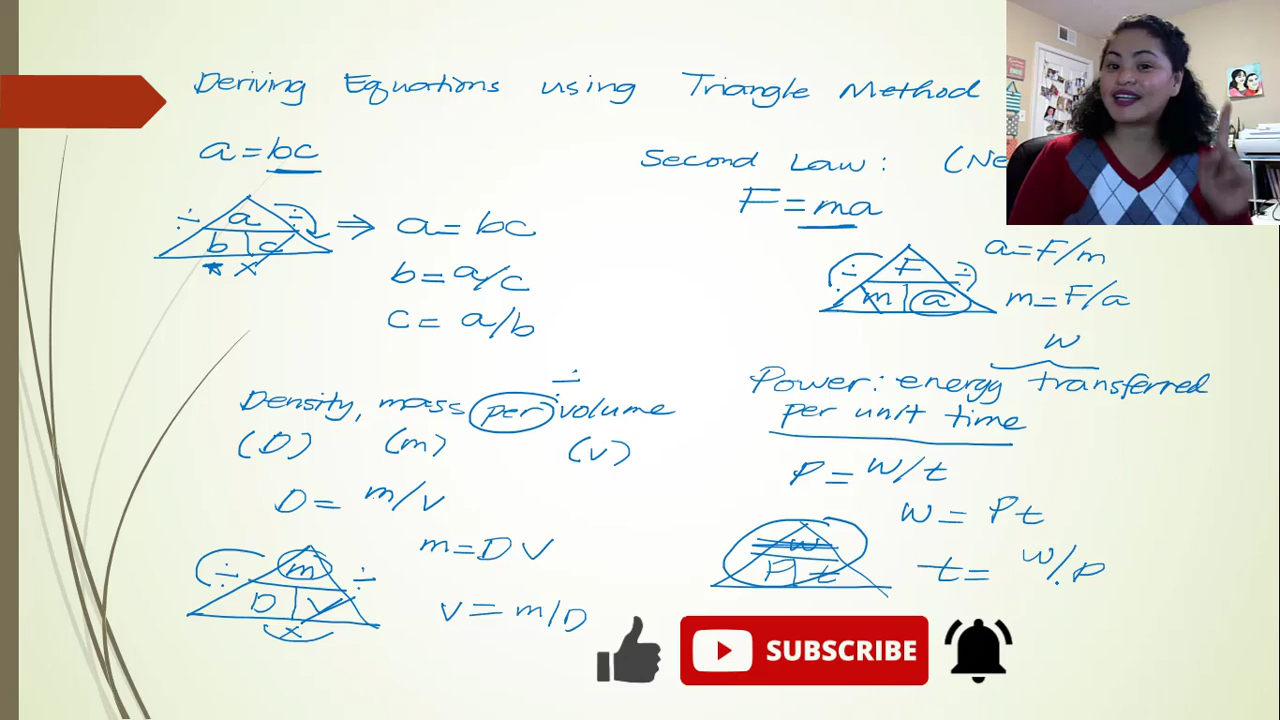 Deriving Equations using Triangle Method
a = bc
÷ a ÷
b c
* x
⇒ a = bc
b = a/c
c = a/b
Second Law: (Ne
F = ma
÷ F ÷
m a
a = F/m
m = F/a
Density, mass per volume
÷
(D) (m) (v)
D = m/v
m = DV
v = m/D
÷ m ÷
D V
x
w
Power: energy transferred
per unit time
P = w/t
w = Pt
t = w/P
w
P t
SUBSCRIBE